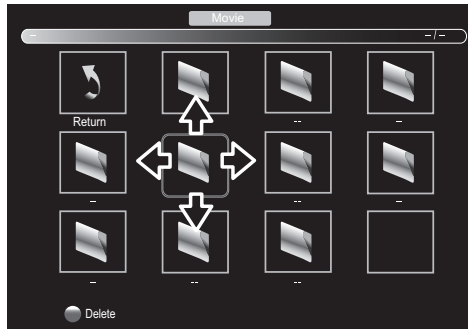 Movie
– – / –
Return -- –
– -- –
– -- --
Delete